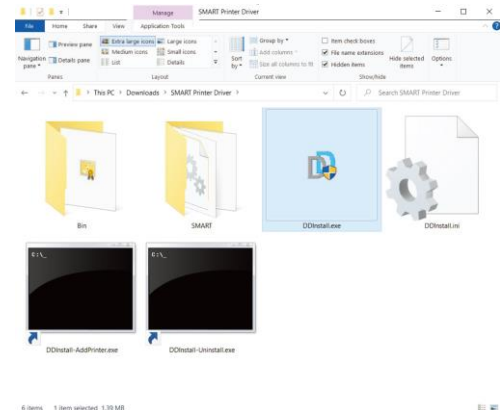 Manage
SMART Printer Driver
File Home Share View Application Tools
Navigation pane
Preview pane
Details pane
Extra large icons
Large icons
Medium icons
Small icons
List
Details
Sort by
Group by
Add columns
Size all columns to fit
Item check boxes
File name extensions
Hidden items
Hide selected items
Options
Panes
Layout
Current view
Show/hide
This PC > Downloads > SMART Printer Driver >
Search SMART Printer Driver
Bin
SMART
DDInstall.exe
DDInstall.ini
C:\_
C:\_
DDInstall-AddPrinter.exe
DDInstall-Uninstall.exe
6 items 1 item selected 1.39 MB